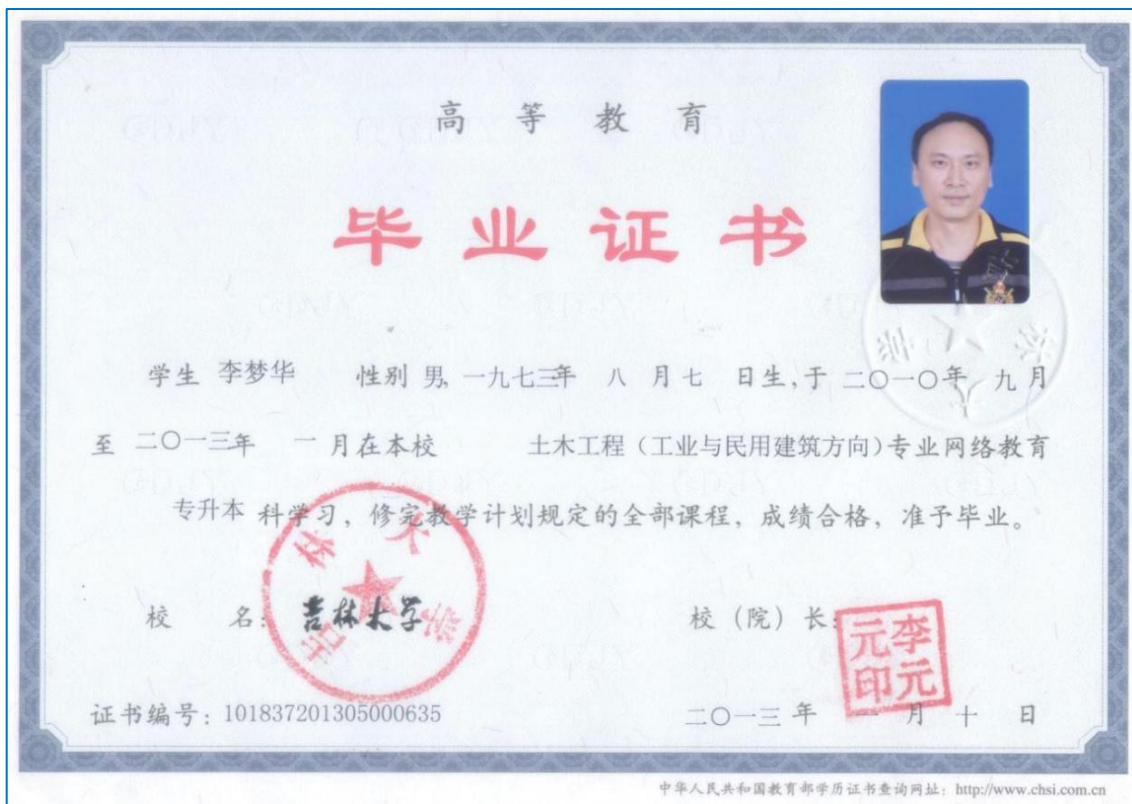 高等教育
毕业证书
学生 李梦华 性别 男, 一九七三年 八 月 七 日生, 于 二〇一〇年 九 月
至 二〇一三年 一 月在本校 土木工程（工业与民用建筑方向）专业网络教育
专升本 科学习，修完教学计划规定的全部课程，成绩合格，准予毕业。
校 名：吉林大学 校（院）长：
吉林大学
李元元印
证书编号：101837201305000635 二〇一三 年 一 月 十 日
中华人民共和国教育部学历证书查询网址：http://www.chsi.com.cn